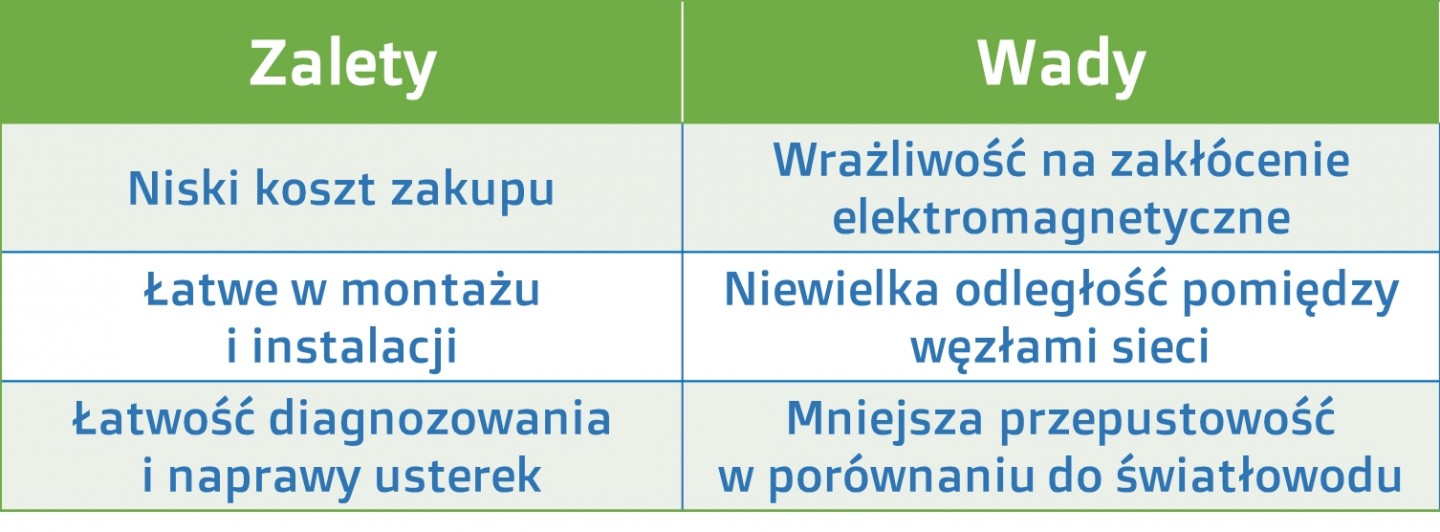 Zalety
Wady
Niski koszt zakupu
Wrażliwość na zakłócenie
elektromagnetyczne
Łatwe w montażu
i instalacji
Niewielka odległość pomiędzy
węzłami sieci
Łatwość diagnozowania
i naprawy usterek
Mniejsza przepustowość
w porównaniu do światłowodu